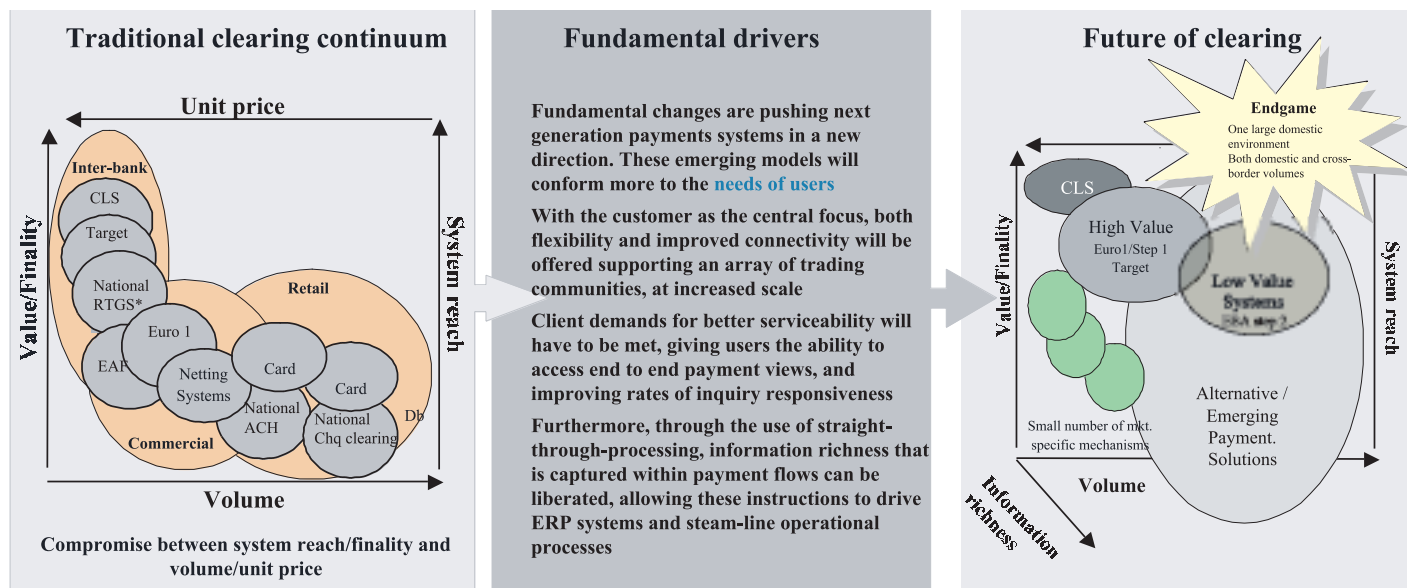 Traditional clearing continuum
Unit price
Value/Finality
System reach
Inter-bank
CLS
Target
National
RTGS*
Euro 1
EAF
Netting
Systems
Commercial
Retail
Card
Card
National
ACH
National
Chq clearing
Db
Volume
Compromise between system reach/finality and
volume/unit price
Fundamental drivers
Fundamental changes are pushing next
generation payments systems in a new
direction. These emerging models will
conform more to the needs of users
With the customer as the central focus, both
flexibility and improved connectivity will be
offered supporting an array of trading
communities, at increased scale
Client demands for better serviceability will
have to be met, giving users the ability to
access end to end payment views, and
improving rates of inquiry responsiveness
Furthermore, through the use of straight-
through-processing, information richness that
is captured within payment flows can be
liberated, allowing these instructions to drive
ERP systems and steam-line operational
processes
Future of clearing
Endgame
One large domestic
environment
Both domestic and cross-
border volumes
Value/Finality
System reach
CLS
High Value
Euro1/Step 1
Target
Low Value
Systems
EBA step 2
Alternative /
Emerging
Payment.
Solutions
Small number of mkt.
specific mechanisms
Volume
Information
richness